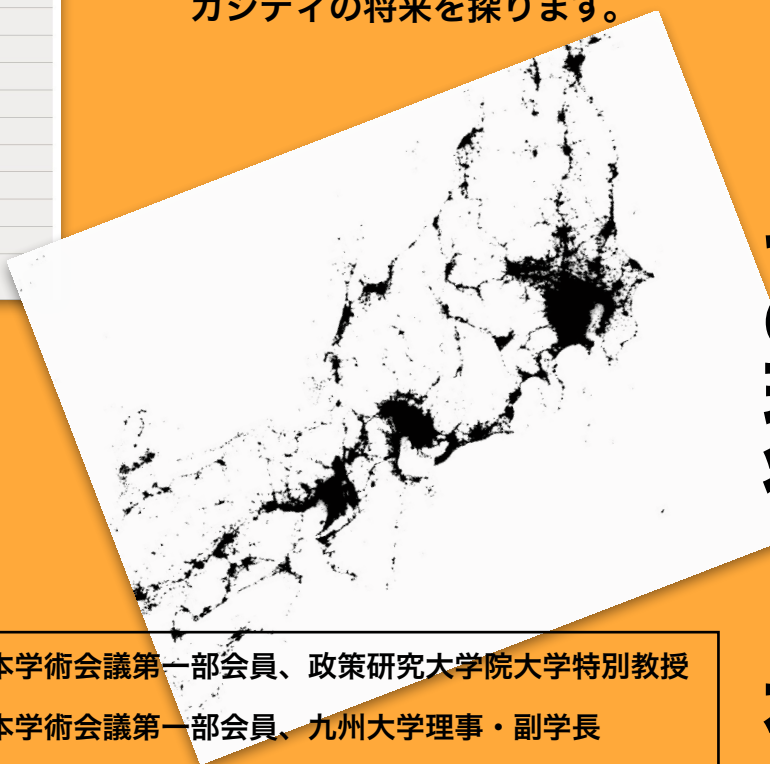 ガシティの将来を探ります。
本学術会議第一部会員、政策研究大学院大学特別教授
本学術会議第一部会員、九州大学理事・副学長